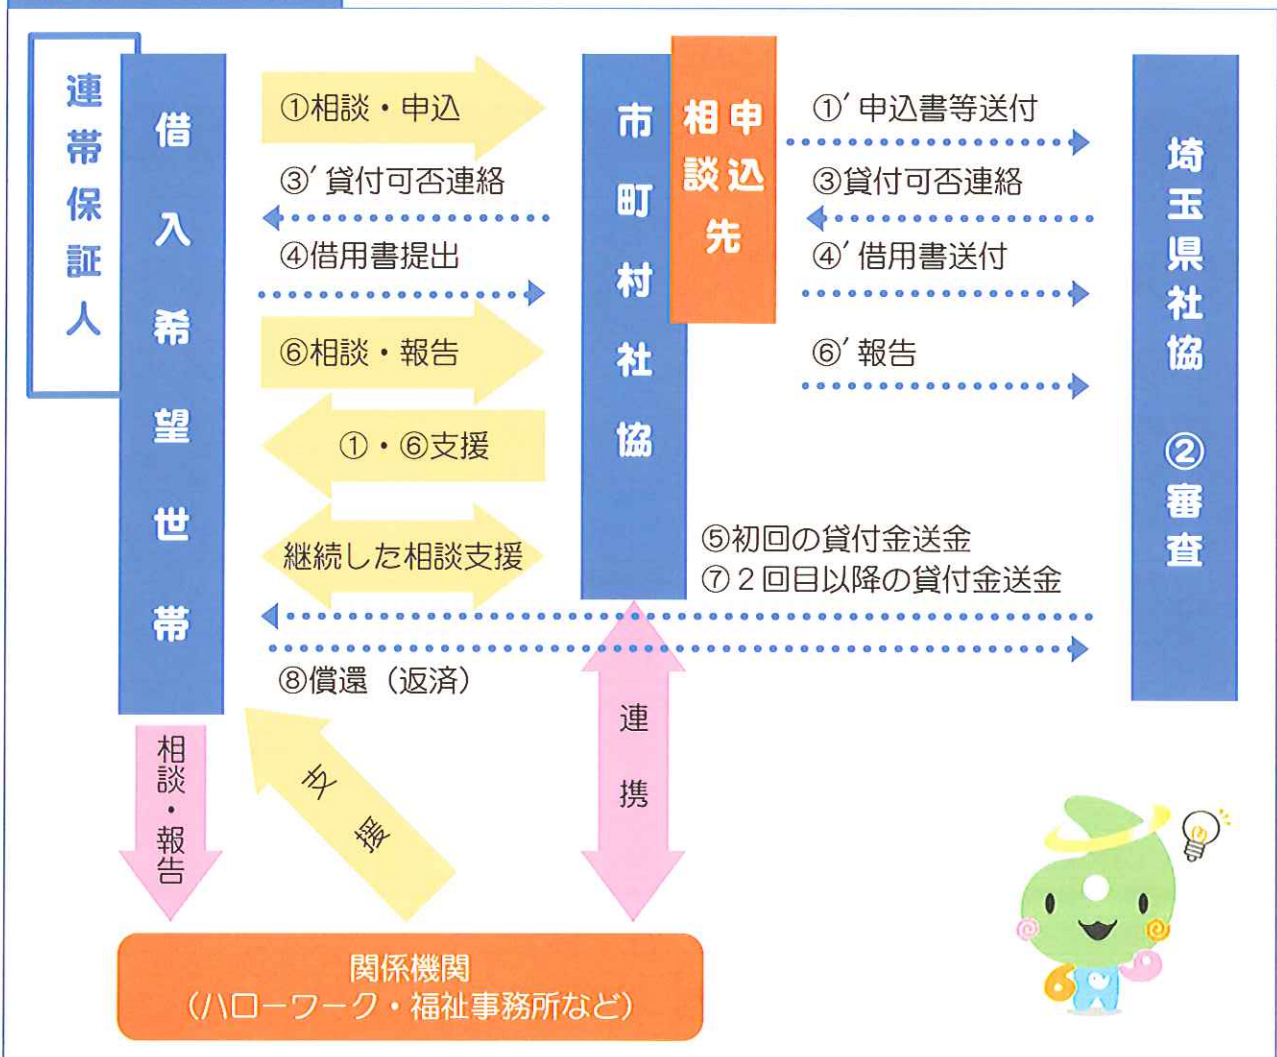 連帯保証人
借入希望世帯
①相談・申込
③′貸付可否連絡
④借用書提出
⑥相談・報告
①・⑥支援
継続した相談支援
市町村社協
申込
相談先
①′申込書等送付
③貸付可否連絡
④′借用書送付
⑥′報告
⑤初回の貸付金送金
⑦2回目以降の貸付金送金
⑧償還（返済）
埼玉県社協 ②審査
相談・報告
支援
連携
関係機関
（ハローワーク・福祉事務所など）